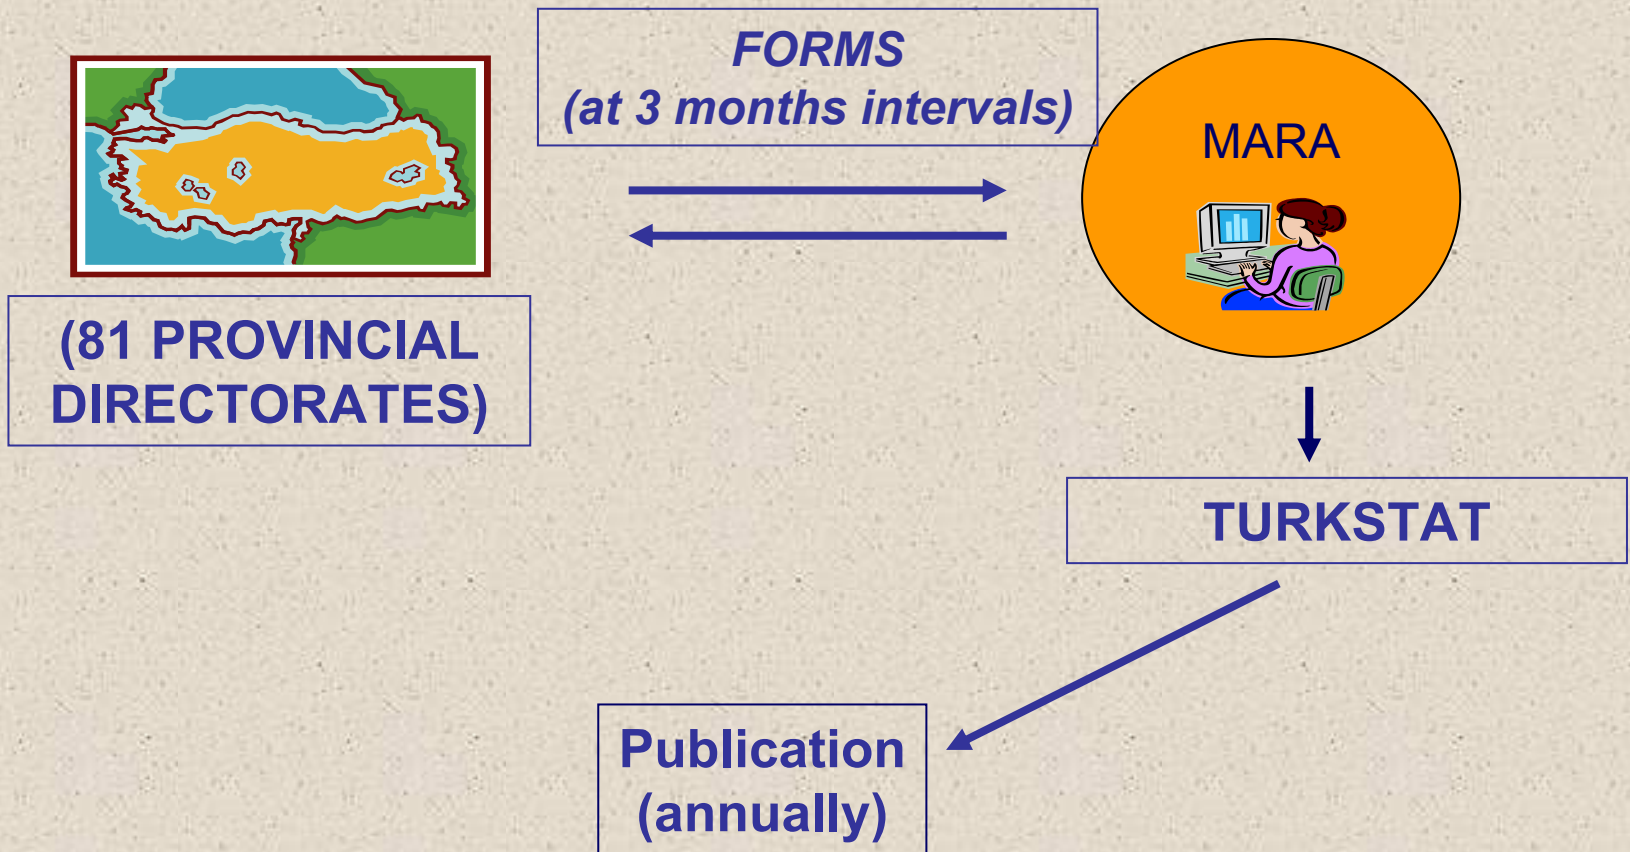 FORMS
(at 3 months intervals)
MARA
(81 PROVINCIAL
DIRECTORATES)
TURKSTAT
Publication
(annually)